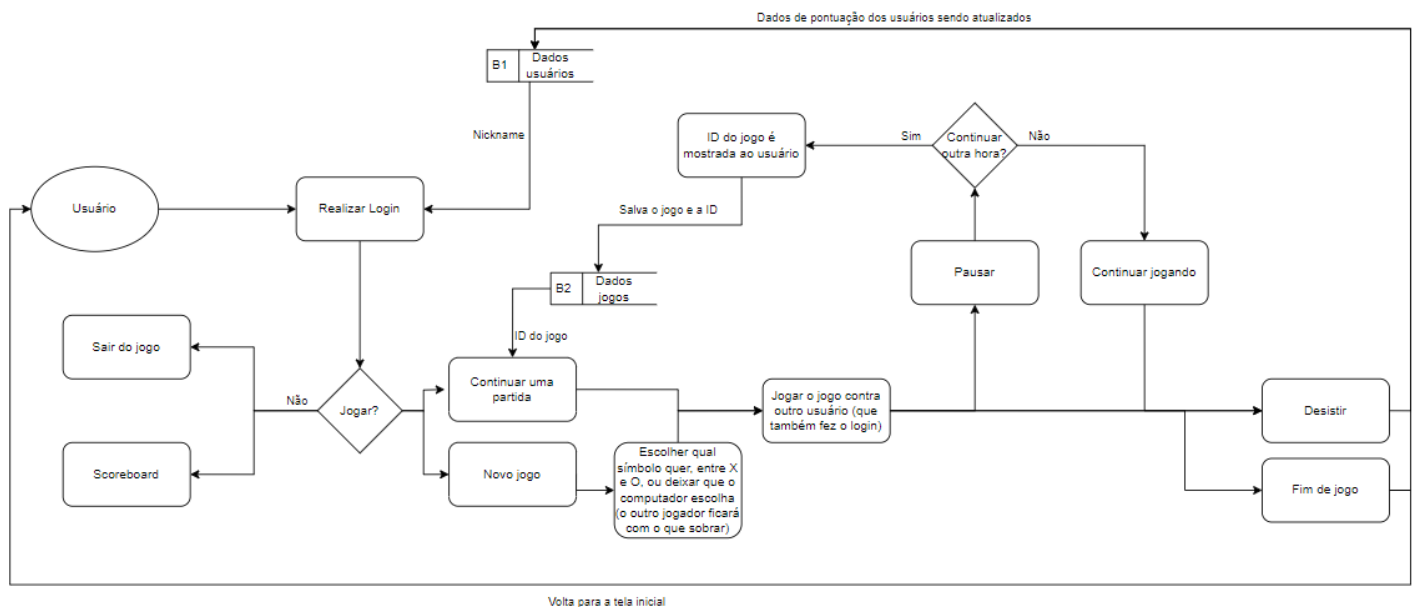 Dados de pontuação dos usuários sendo atualizados
B1
Dados
usuários
Nickname
ID do jogo é
mostrada ao usuário
Sim
Continuar
outra hora?
Não
Usuário
Realizar Login
Salva o jogo e a ID
B2
Dados
jogos
Pausar
Continuar jogando
ID do jogo
Sair do jogo
Não
Jogar?
Continuar uma
partida
Jogar o jogo contra
outro usuário (que
também fez o login)
Desistir
Scoreboard
Novo jogo
Escolher qual
símbolo quer, entre X
e O, ou deixar que o
computador escolha
(o outro jogador ficará
com o que sobrar)
Fim de jogo
Volta para a tela inicial